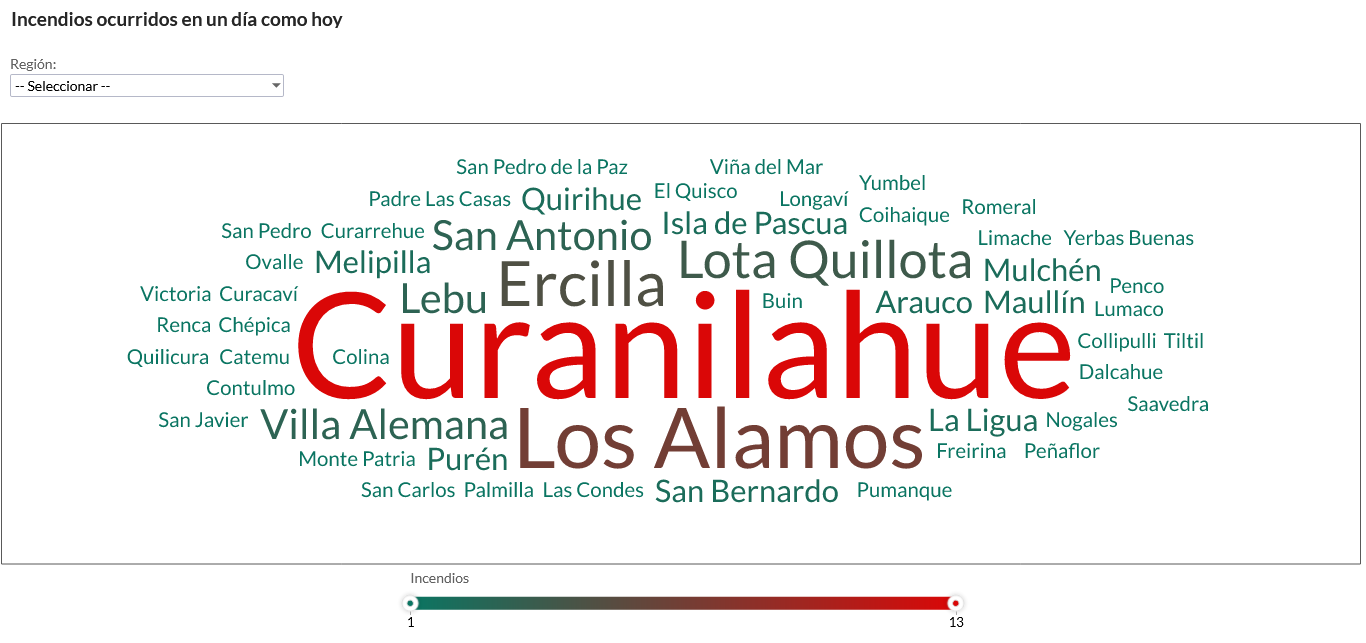 Incendios ocurridos en un día como hoy
Región:
-- Seleccionar --
San Pedro de la Paz Viña del Mar
Yumbel
Padre Las Casas Quirihue El Quisco Longaví
Coihaique Romeral
San Pedro Curarrehue San Antonio Isla de Pascua
Limache Yerbas Buenas
Ovalle Melipilla Ercilla Lota Quillota Mulchén
Penco
Victoria Curacaví Lebu Buin Arauco Maullín Lumaco
Renca Chépica Curanilahue
Collipulli Tiltil
Quilicura Catemu Colina
Dalcahue
Contulmo
Saavedra
San Javier Villa Alemana Los Alamos La Ligua Nogales
Monte Patria Purén Freirina Peñaflor
San Carlos Palmilla Las Condes San Bernardo Pumanque
Incendios
1 13